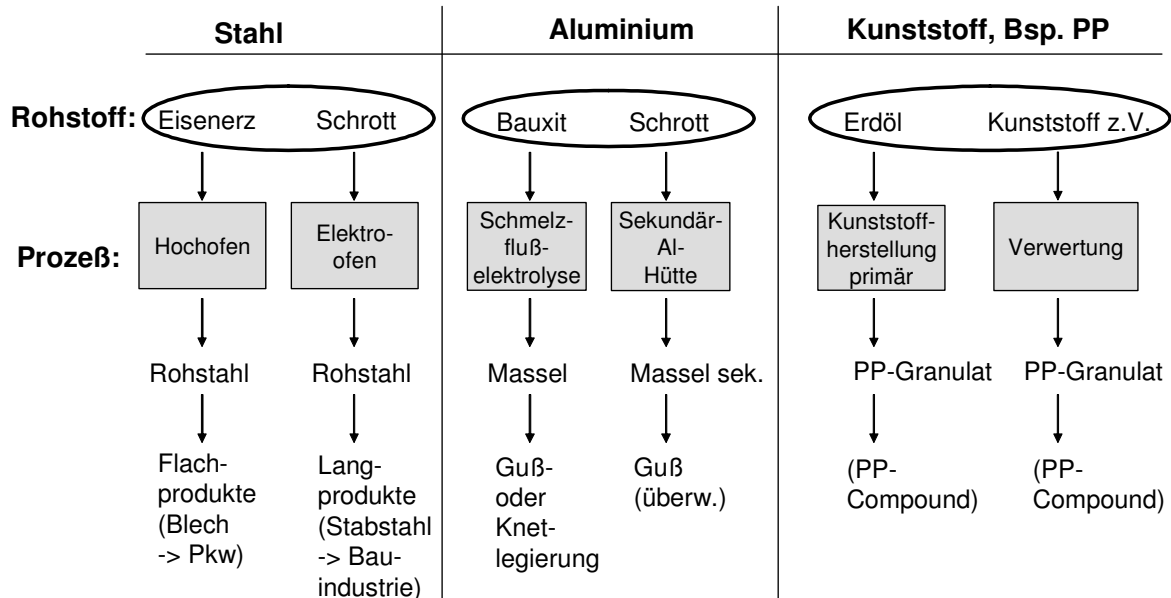 Stahl
Aluminium
Kunststoff, Bsp. PP
Rohstoff:
Eisenerz
Schrott
Bauxit
Schrott
Erdöl
Kunststoff z.V.
Prozeß:
Hochofen
Elektro-
ofen
Schmelz-
fluß-
elektrolyse
Sekundär-
Al-
Hütte
Kunststoff-
herstellung
primär
Verwertung
Rohstahl
Rohstahl
Massel
Massel sek.
PP-Granulat
PP-Granulat
Flach-
produkte
(Blech
-> Pkw)
Lang-
produkte
(Stabstahl
-> Bau-
industrie)
Guß-
oder
Knet-
legierung
Guß
(überw.)
(PP-
Compound)
(PP-
Compound)